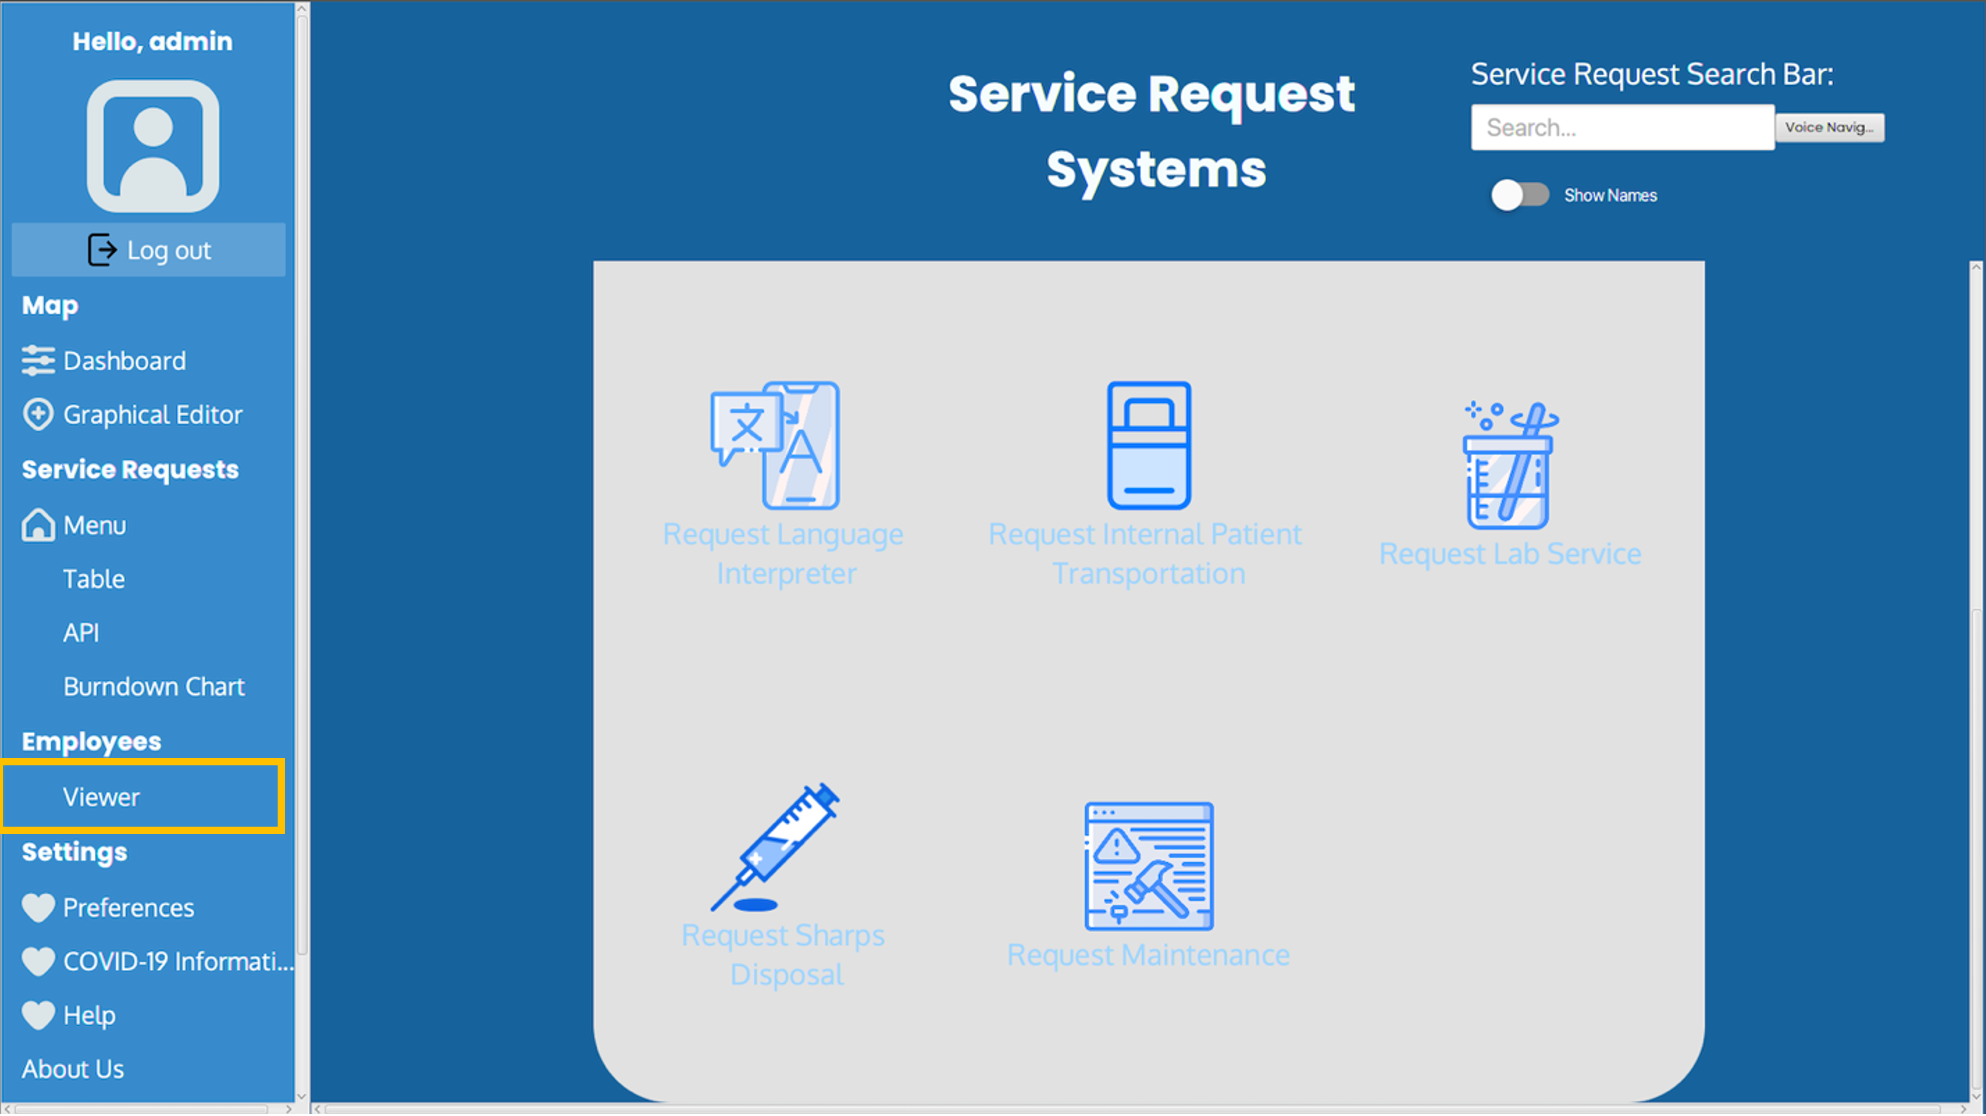 Hello, admin
Log out
Map
Dashboard
Graphical Editor
Service Requests
Menu
Table
API
Burndown Chart
Employees
Viewer
Settings
Preferences
COVID-19 Informati...
Help
About Us
Service Request
Systems
Service Request Search Bar:
Search...
Voice Navig...
Show Names
文
A
Request Language
Interpreter
Request Internal Patient
Transportation
Request Lab Service
Request Sharps
Disposal
Request Maintenance